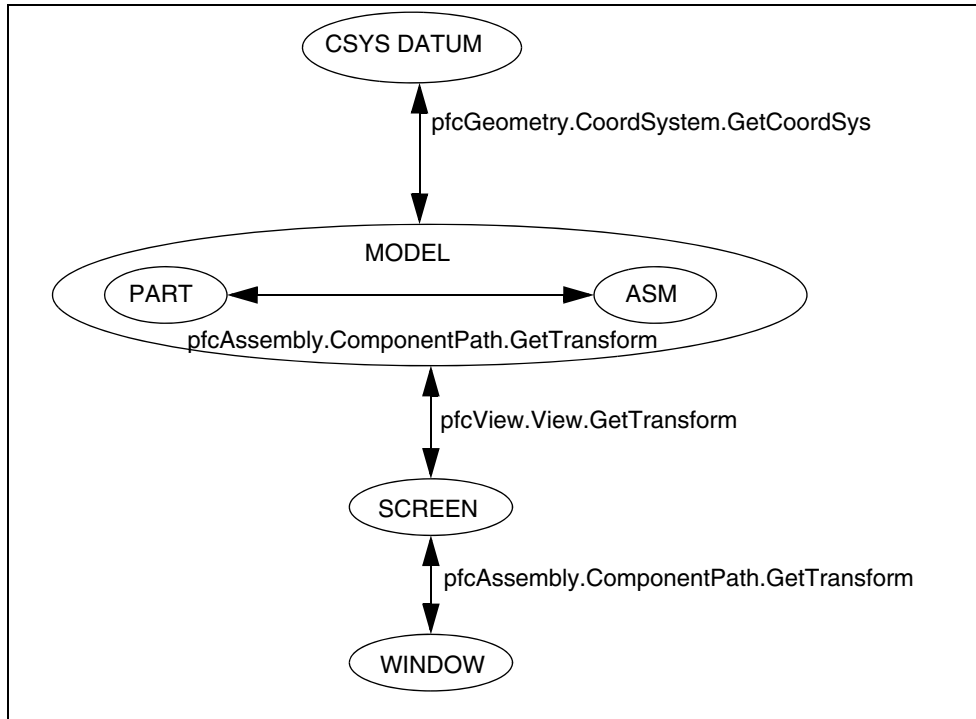 CSYS DATUM
pfcGeometry.CoordSystem.GetCoordSys
MODEL
PART
ASM
pfcAssembly.ComponentPath.GetTransform
pfcView.View.GetTransform
SCREEN
pfcAssembly.ComponentPath.GetTransform
WINDOW